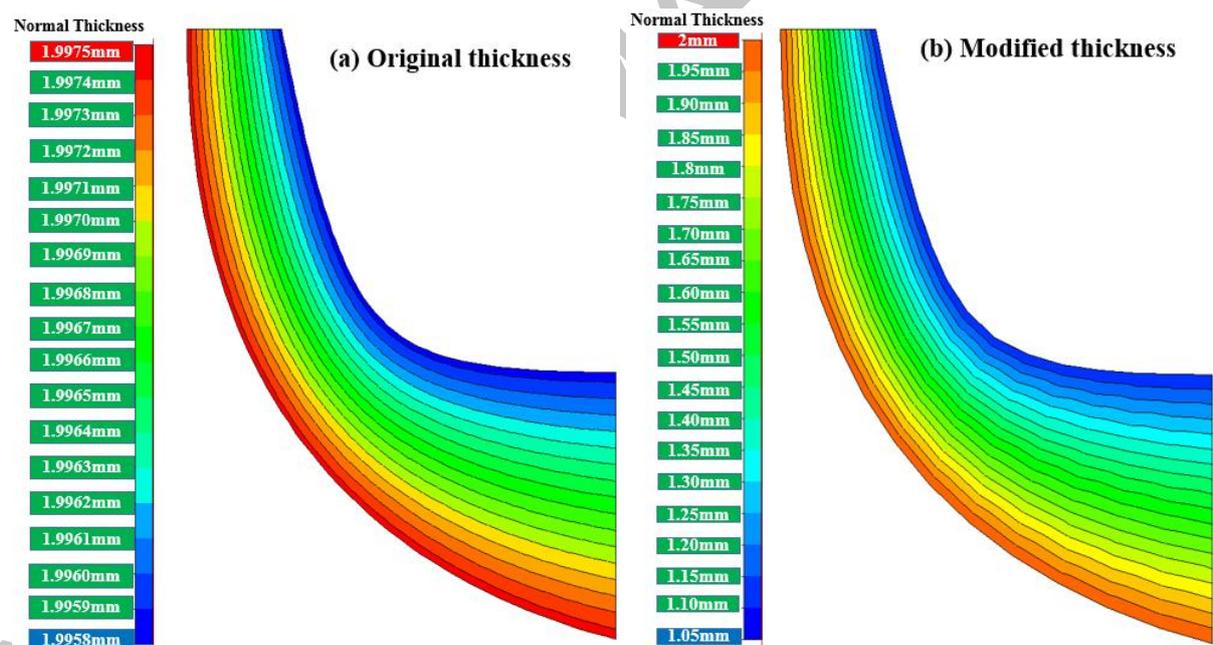 Normal Thickness
1.9975mm
1.9974mm
1.9973mm
1.9972mm
1.9971mm
1.9970mm
1.9969mm
1.9968mm
1.9967mm
1.9966mm
1.9965mm
1.9964mm
1.9963mm
1.9962mm
1.9961mm
1.9960mm
1.9959mm
1.9958mm
(a) Original thickness
Normal Thickness
2mm
1.95mm
1.90mm
1.85mm
1.8mm
1.75mm
1.70mm
1.65mm
1.60mm
1.55mm
1.50mm
1.45mm
1.40mm
1.35mm
1.30mm
1.25mm
1.20mm
1.15mm
1.10mm
1.05mm
(b) Modified thickness